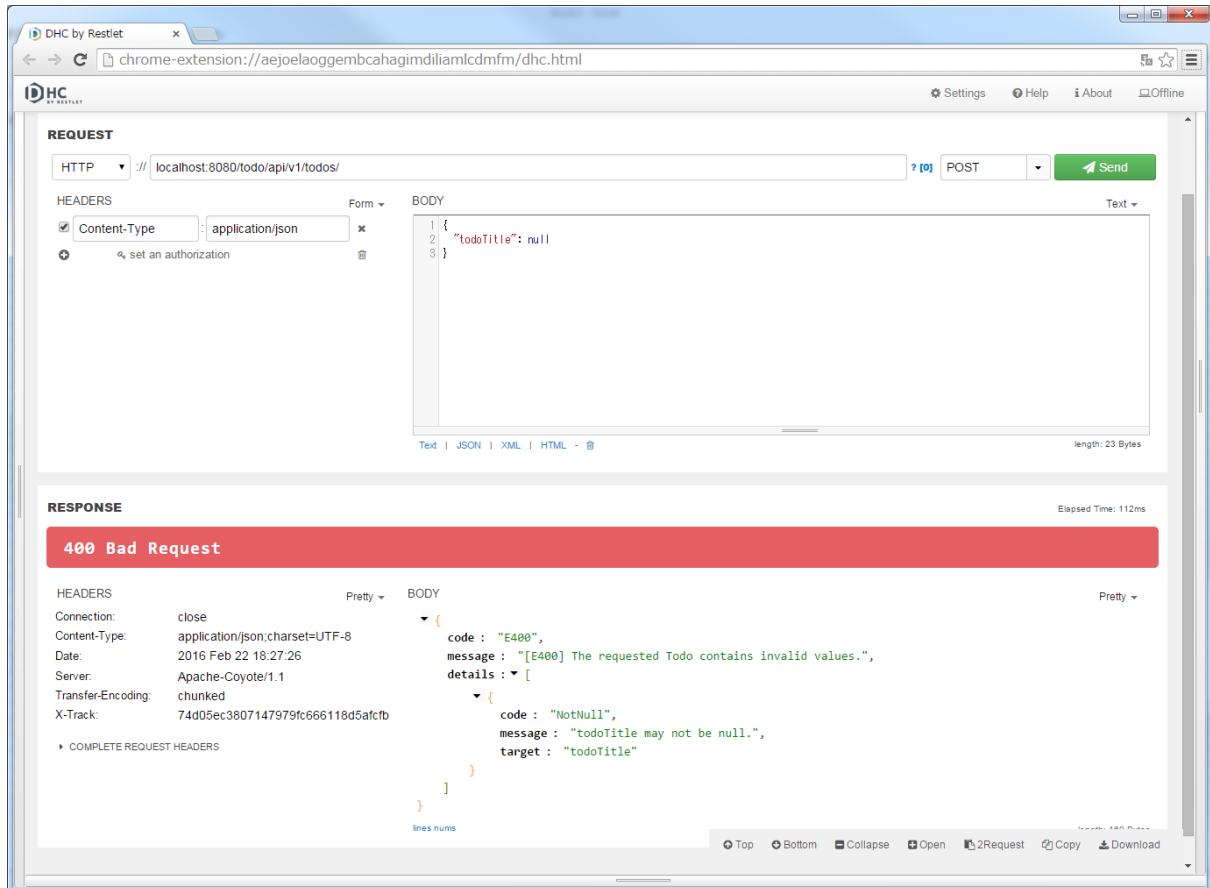 DHC by Restlet
chrome-extension://aejoelaoggembcahagimdiliamlcdmfm/dhc.html
DHC
BY RESTLET
Settings Help About Offline
REQUEST
HTTP :// localhost:8080/todo/api/v1/todos/ ? [0] POST Send
HEADERS Form
Content-Type : application/json
set an authorization
BODY Text
1 {
2 "todoTitle": null
3 }
Text | JSON | XML | HTML - length: 23 Bytes
RESPONSE Elapsed Time: 112ms
400 Bad Request
HEADERS Pretty
Connection: close
Content-Type: application/json;charset=UTF-8
Date: 2016 Feb 22 18:27:26
Server: Apache-Coyote/1.1
Transfer-Encoding: chunked
X-Track: 74d05ec3807147979fc666118d5afcfb
COMPLETE REQUEST HEADERS
BODY Pretty
{
code : "E400",
message : "[E400] The requested Todo contains invalid values.",
details : [
{
code : "NotNull",
message : "todoTitle may not be null.",
target : "todoTitle"
}
]
}
lines nums
Top Bottom Collapse Open 2Request Copy Download